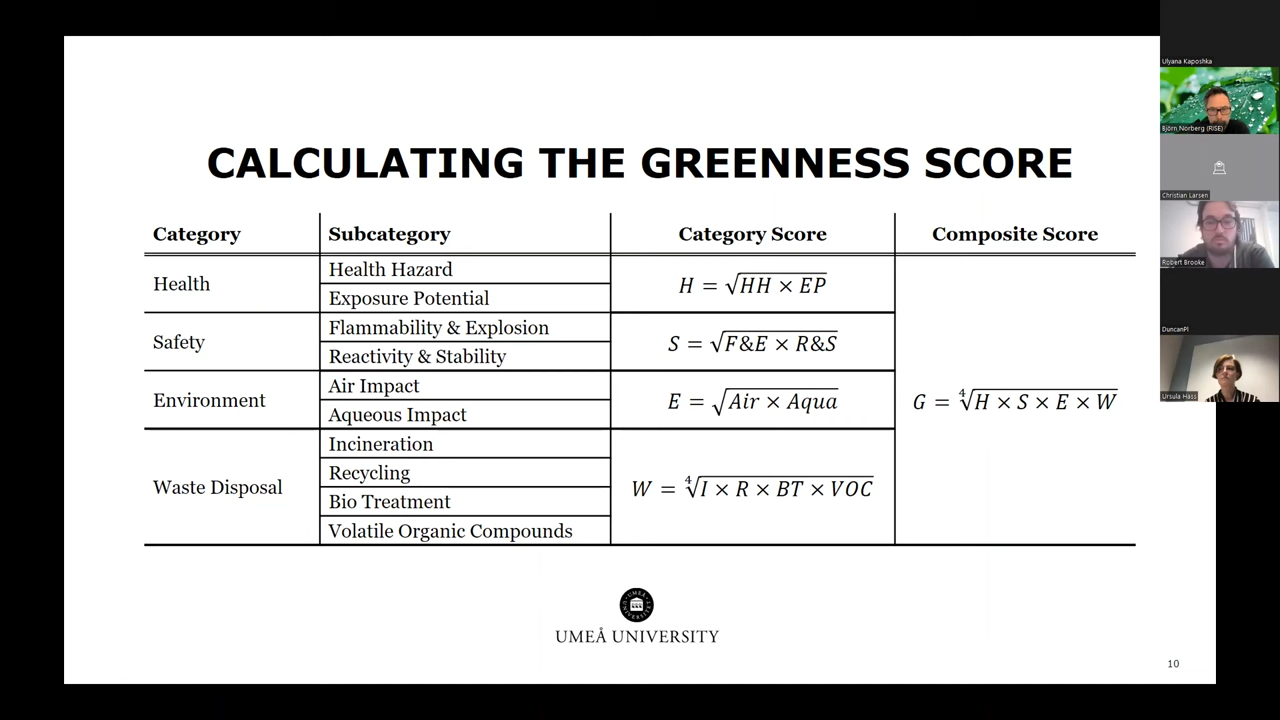 CALCULATING THE GREENNESS SCORE
Category Subcategory Category Score Composite Score
Health
Health Hazard
Exposure Potential
H = √HH × EP
Safety
Flammability & Explosion
Reactivity & Stability
S = √F&E × R&S
Environment
Air Impact
Aqueous Impact
E = √Air × Aqua
Waste Disposal
Incineration
Recycling
Bio Treatment
Volatile Organic Compounds
W = ∜I × R × BT × VOC
G = ∜H × S × E × W
UMEÅ UNIVERSITY
10
Ulyana Kaposhka
Björn Norberg (RISE)
Christian Larsen
Robert Brooke
DuncanPl
Ursula Hass